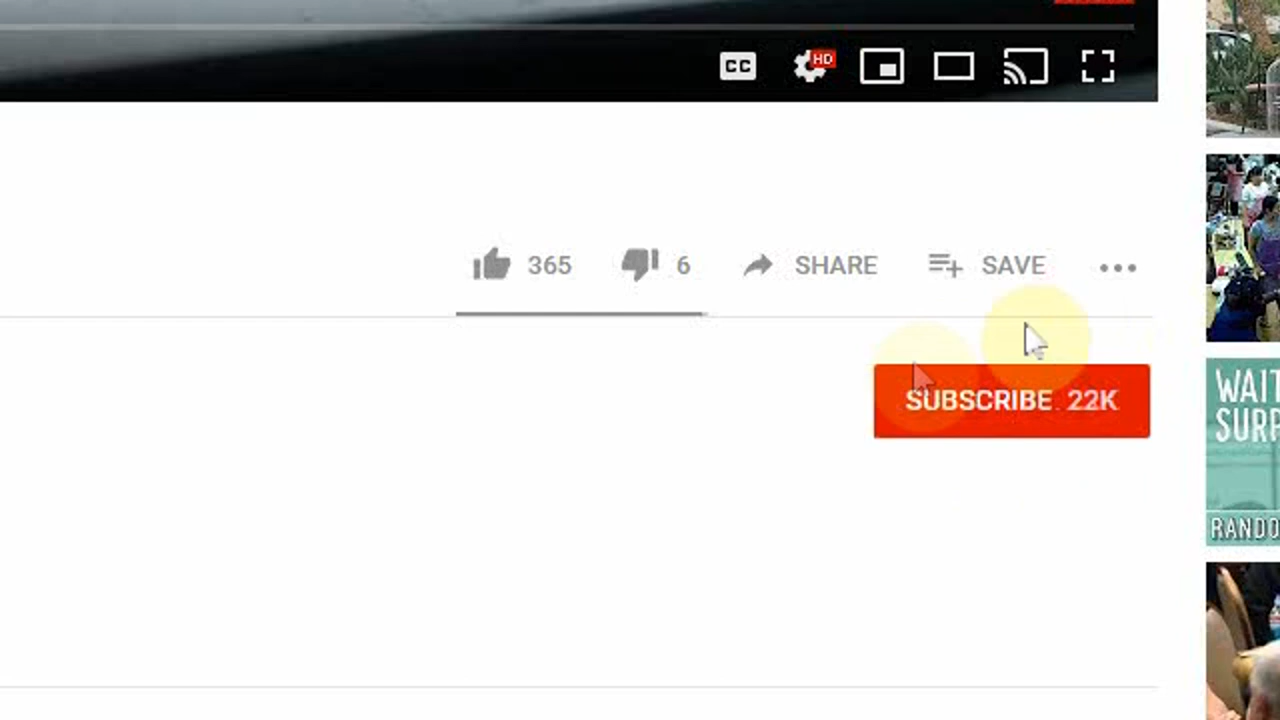 CC HD
365 6 SHARE SAVE
SUBSCRIBE 22K
WAIT
SURP
RANDO